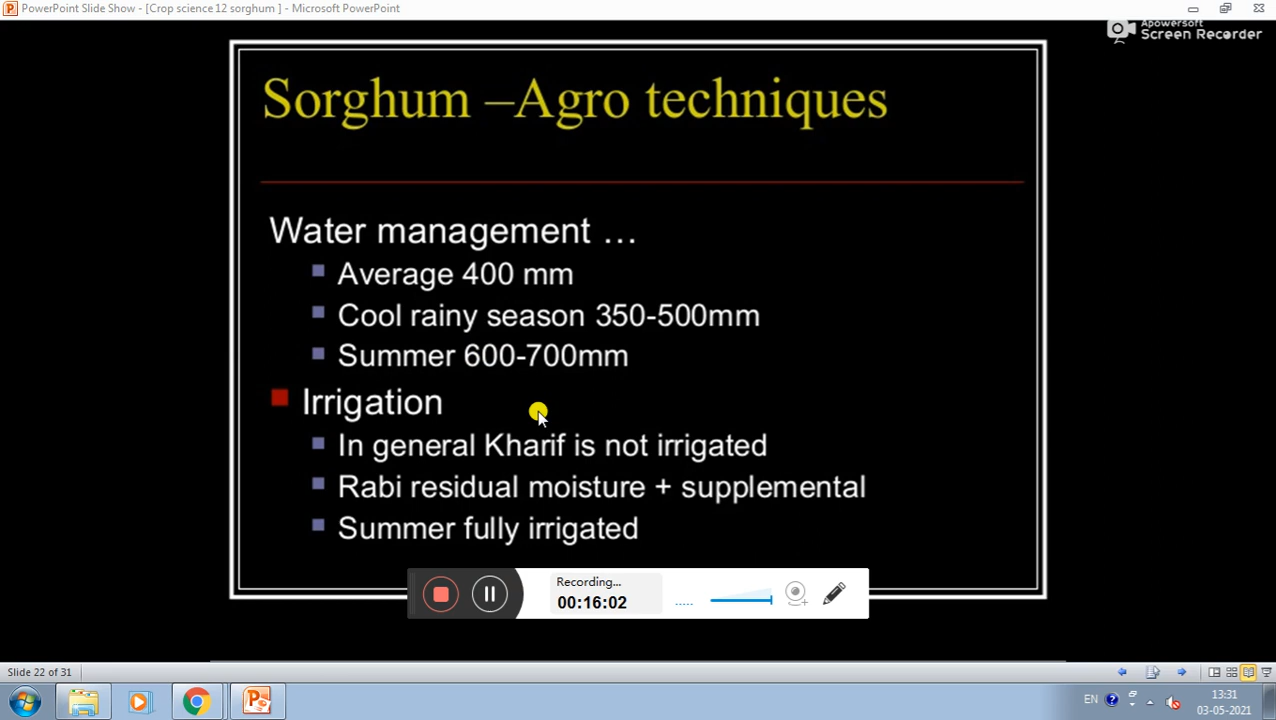 PowerPoint Slide Show - [Crop science 12 sorghum ] - Microsoft PowerPoint
Apowersoft
Screen Recorder
Sorghum –Agro techniques
Water management …
Average 400 mm
Cool rainy season 350-500mm
Summer 600-700mm
Irrigation
In general Kharif is not irrigated
Rabi residual moisture + supplemental
Summer fully irrigated
Recording...
00:16:02
Slide 22 of 31
EN
13:31
03-05-2021